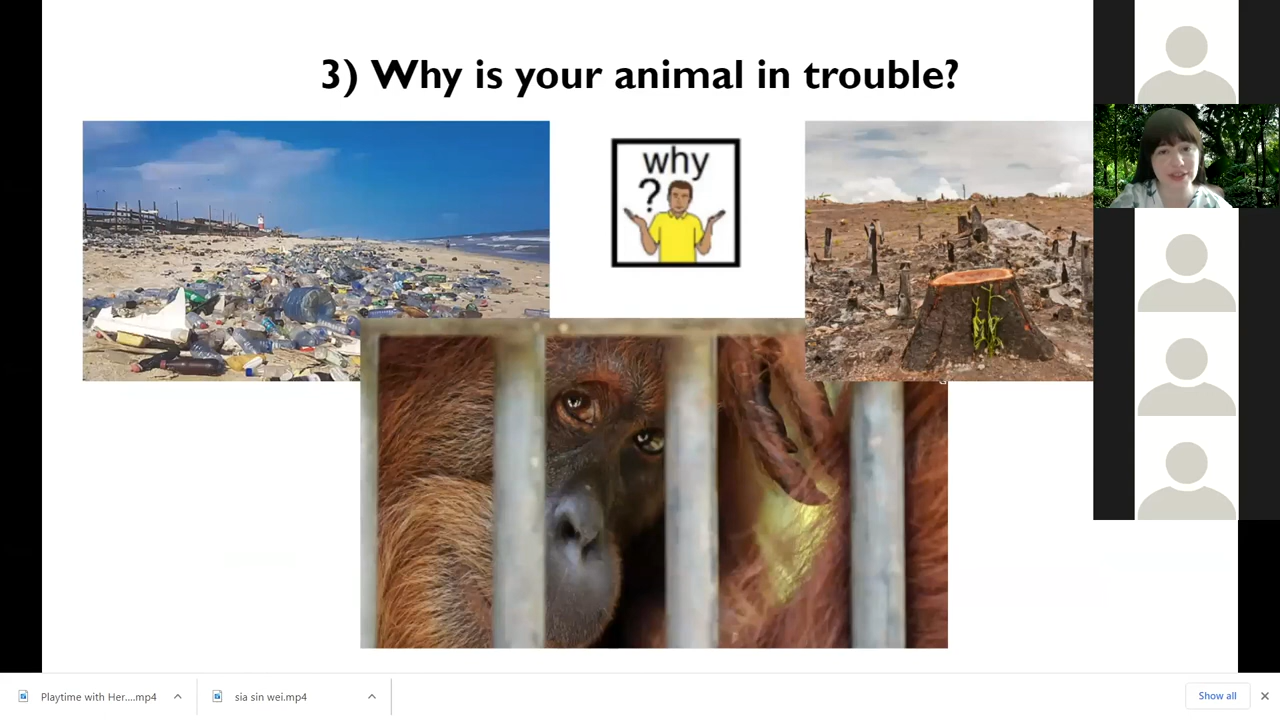 3) Why is your animal in trouble?
why
?
Playtime with Her....mp4
sia sin wei.mp4
Show all